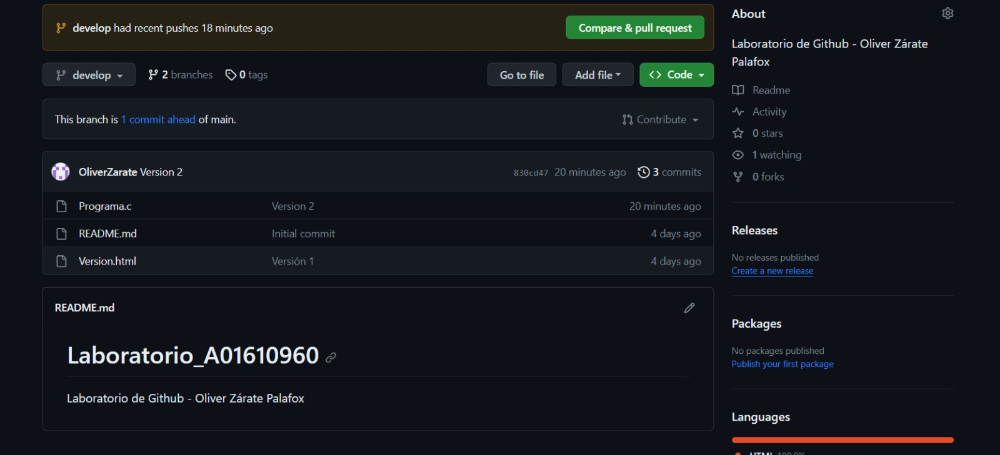 develop had recent pushes 18 minutes ago
Compare & pull request
develop
2 branches
0 tags
Go to file
Add file
Code
This branch is 1 commit ahead of main.
Contribute
OliverZarate Version 2
830cd47 20 minutes ago
3 commits
Programa.c Version 2 20 minutes ago
README.md Initial commit 4 days ago
Version.html Versión 1 4 days ago
README.md
Laboratorio_A01610960
Laboratorio de Github - Oliver Zárate Palafox
About
Laboratorio de Github - Oliver Zárate
Palafox
Readme
Activity
0 stars
1 watching
0 forks
Releases
No releases published
Create a new release
Packages
No packages published
Publish your first package
Languages
HTML